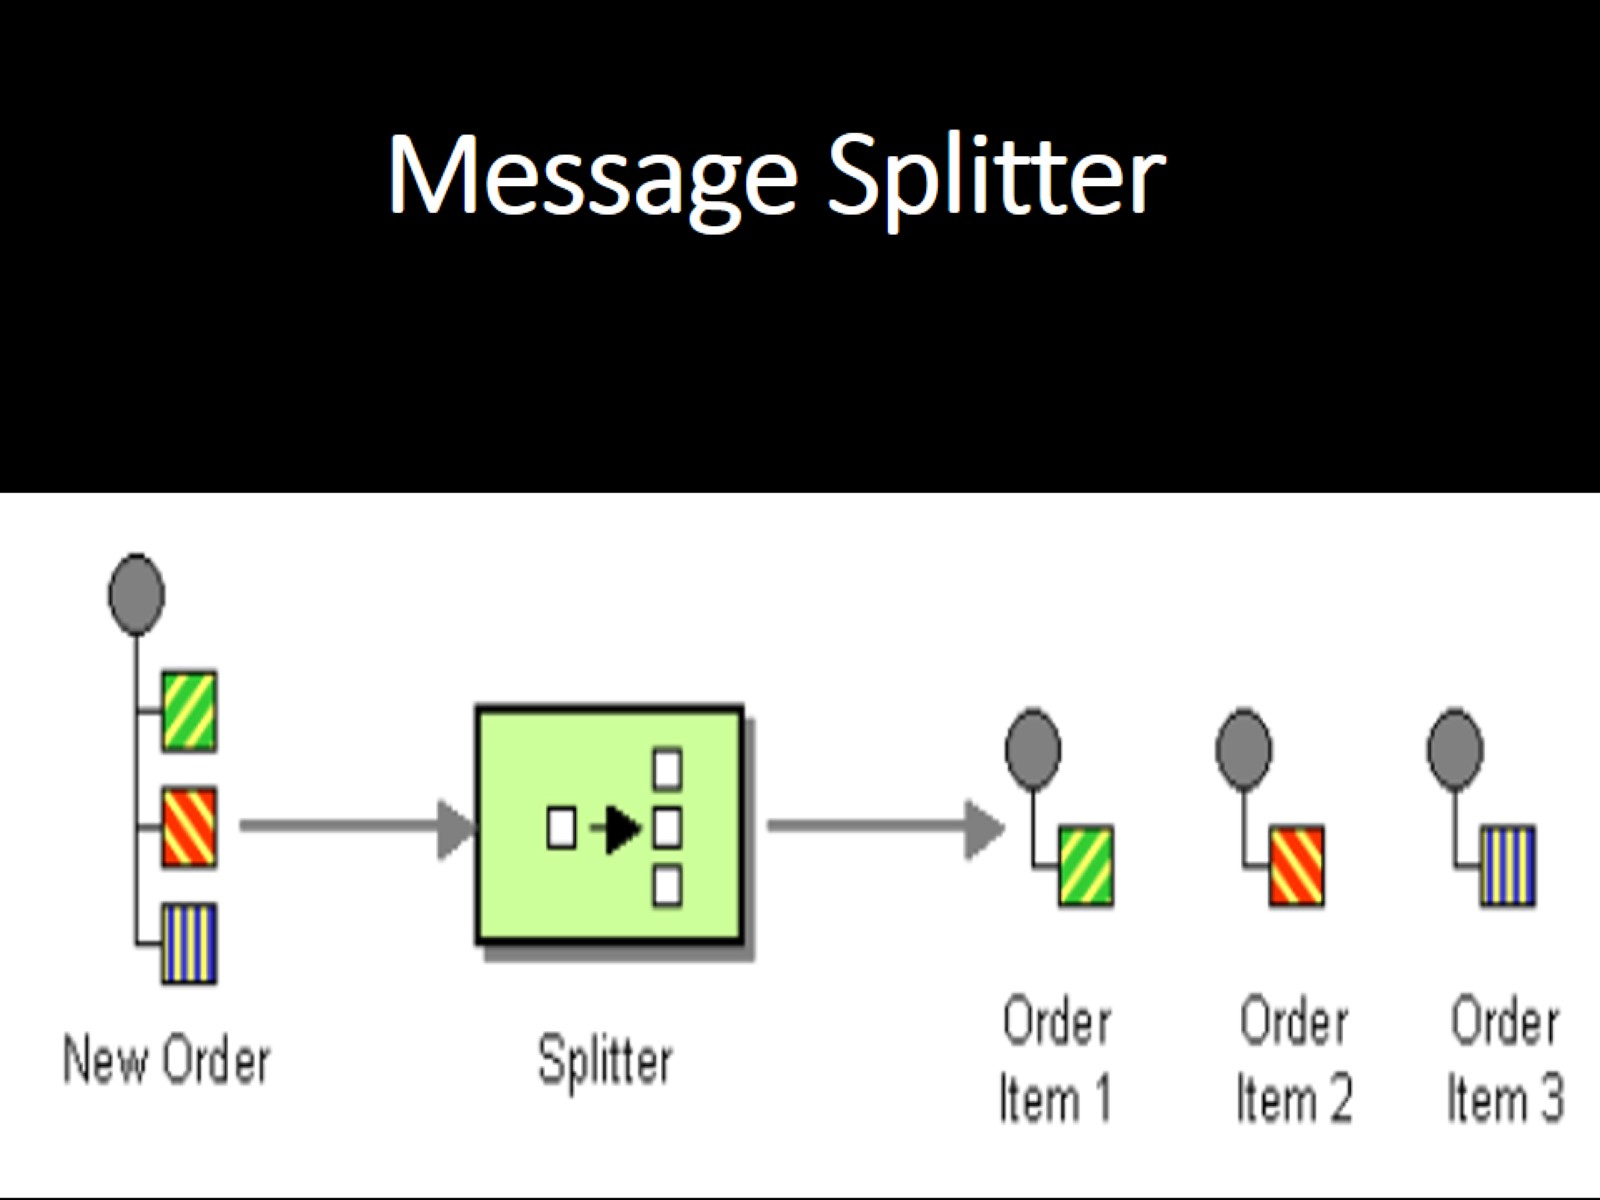 Message Splitter
New Order
Splitter
Order
Item 1
Order
Item 2
Order
Item 3